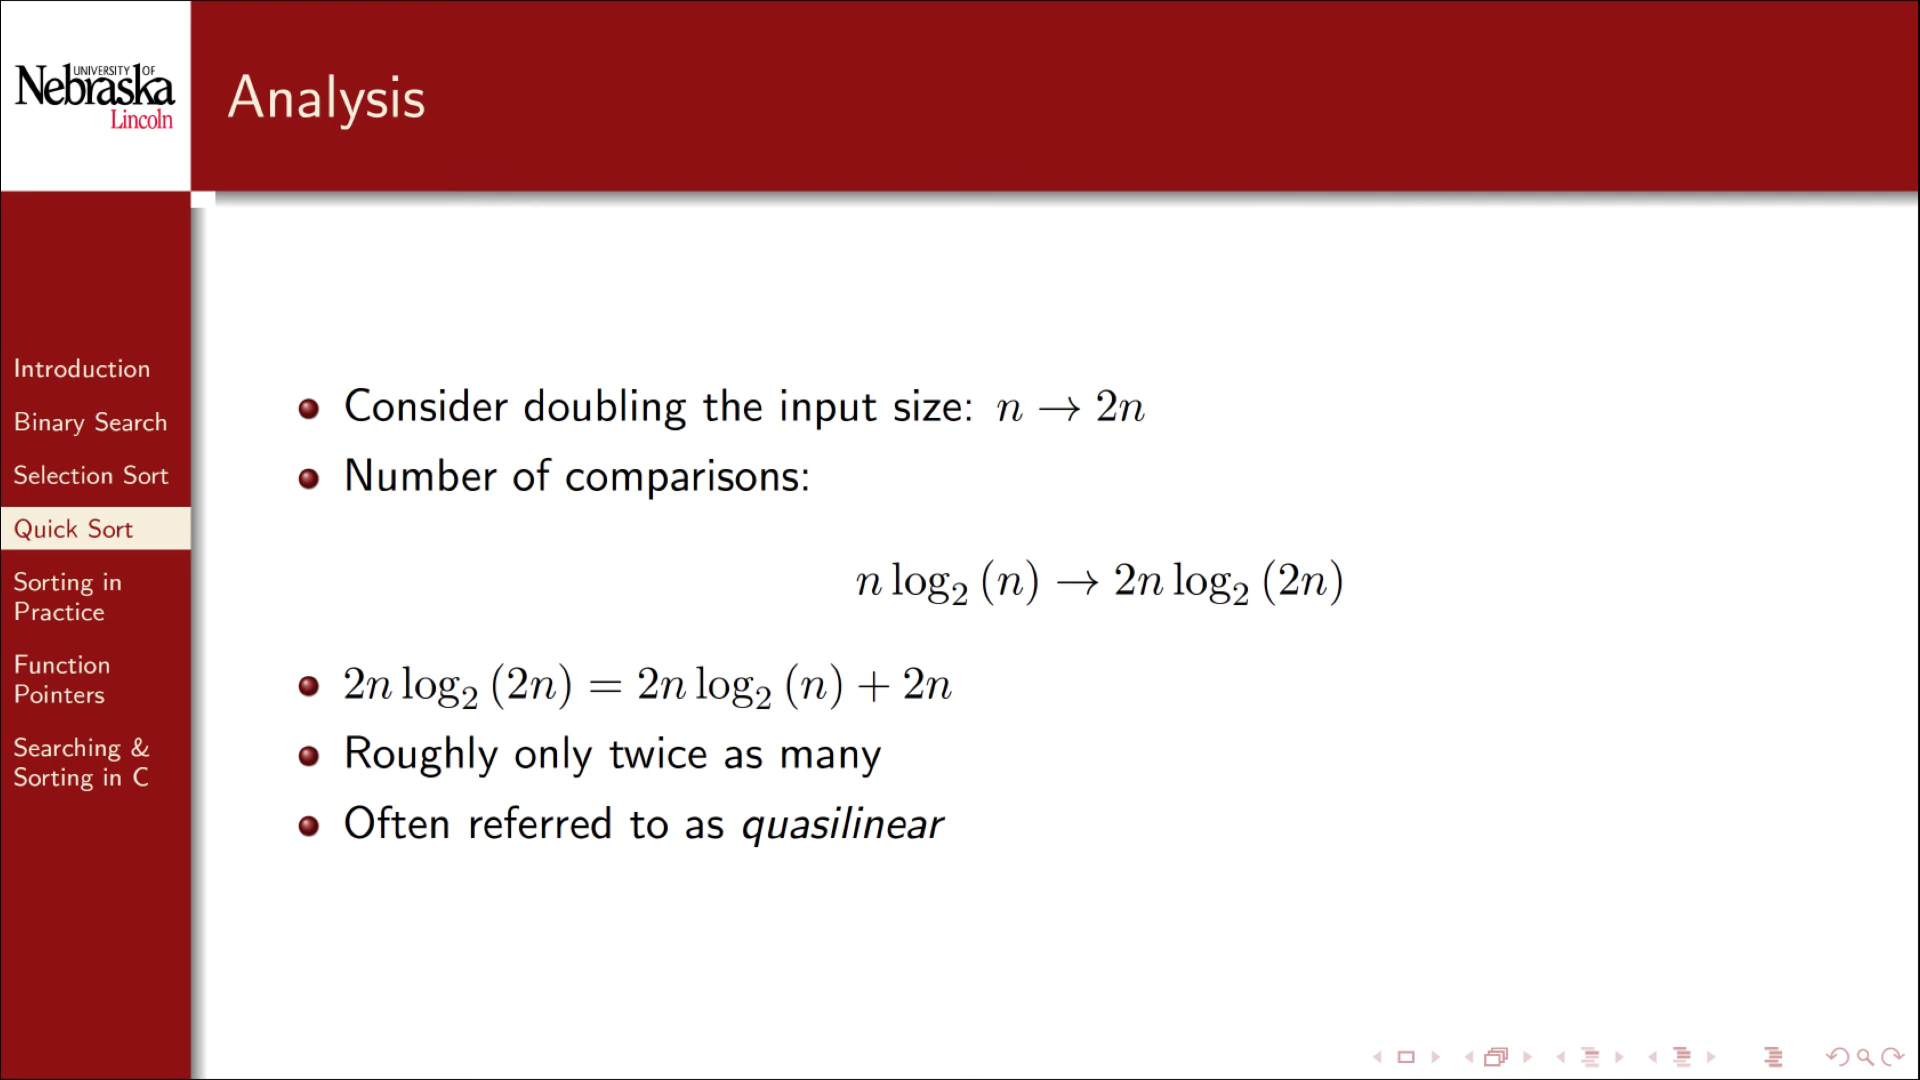 UNIVERSITY OF
Nebraska
Lincoln
Analysis
Introduction
Binary Search
Selection Sort
Quick Sort
Sorting in
Practice
Function
Pointers
Searching &
Sorting in C
Consider doubling the input size: n → 2n
Number of comparisons:
n log₂ (n) → 2n log₂ (2n)
2n log₂ (2n) = 2n log₂ (n) + 2n
Roughly only twice as many
Often referred to as quasilinear